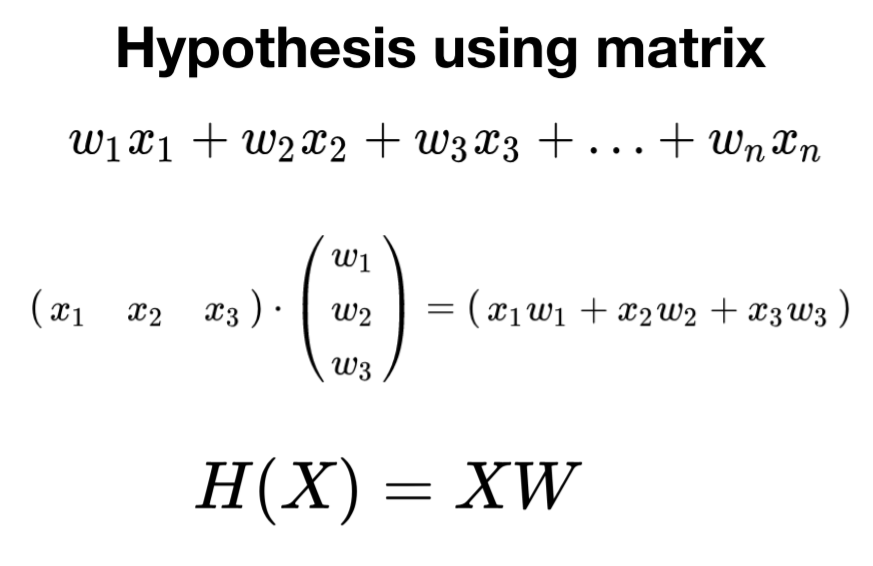 Hypothesis using matrix
w₁x₁ + w₂x₂ + w₃x₃ + . . . + wₙxₙ
( x₁ x₂ x₃ ) · ( w₁ w₂ w₃ ) = ( x₁w₁ + x₂w₂ + x₃w₃ )
H(X) = XW